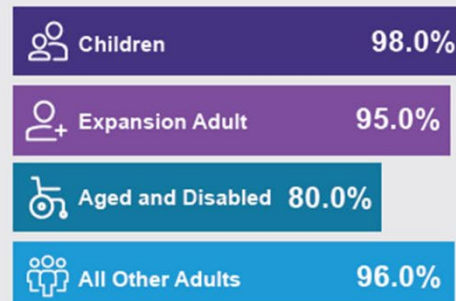 Children 98.0%
Expansion Adult 95.0%
Aged and Disabled 80.0%
All Other Adults 96.0%